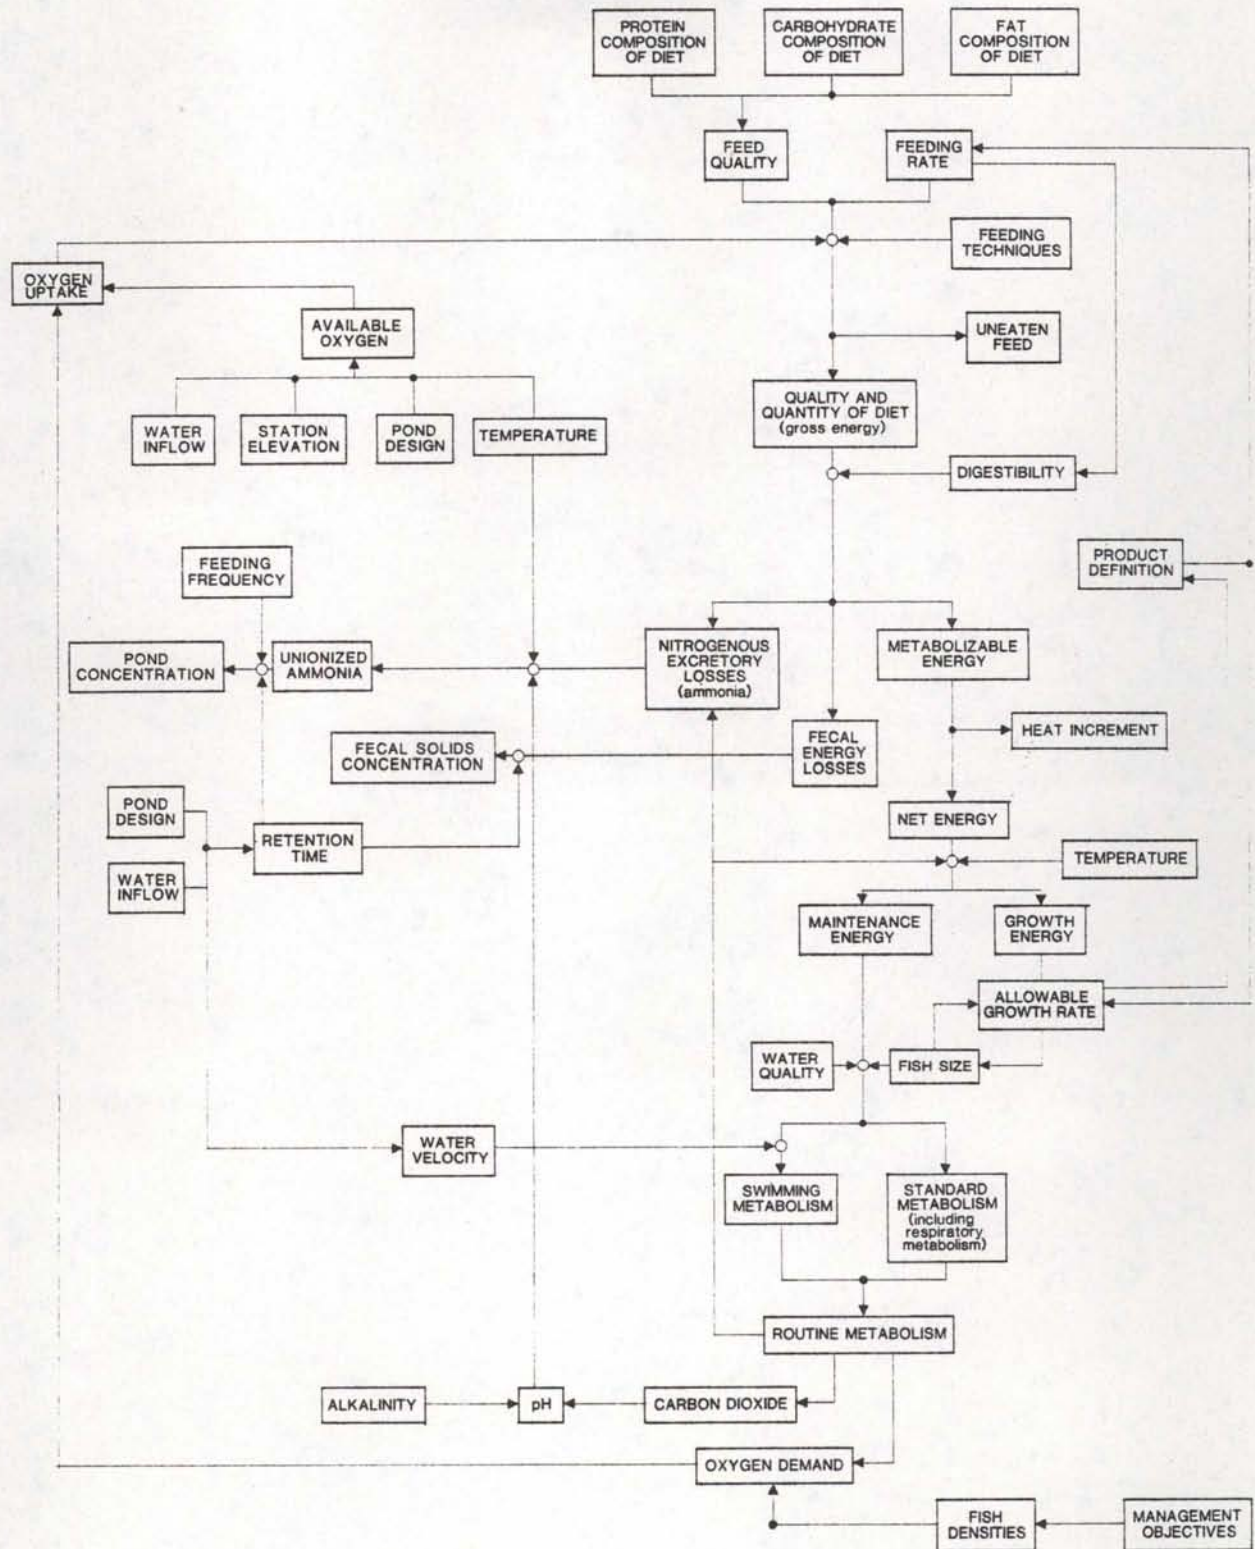 PROTEIN
COMPOSITION
OF DIET
CARBOHYDRATE
COMPOSITION
OF DIET
FAT
COMPOSITION
OF DIET
FEED
QUALITY
FEEDING
RATE
FEEDING
TECHNIQUES
OXYGEN
UPTAKE
AVAILABLE
OXYGEN
UNEATEN
FEED
QUALITY AND
QUANTITY OF DIET
(gross energy)
WATER
INFLOW
STATION
ELEVATION
POND
DESIGN
TEMPERATURE
DIGESTIBILITY
FEEDING
FREQUENCY
PRODUCT
DEFINITION
POND
CONCENTRATION
UNIONIZED
AMMONIA
NITROGENOUS
EXCRETORY
LOSSES
(ammonia)
METABOLIZABLE
ENERGY
FECAL SOLIDS
CONCENTRATION
FECAL
ENERGY
LOSSES
HEAT INCREMENT
POND
DESIGN
RETENTION
TIME
WATER
INFLOW
NET ENERGY
TEMPERATURE
MAINTENANCE
ENERGY
GROWTH
ENERGY
ALLOWABLE
GROWTH RATE
WATER
QUALITY
FISH SIZE
WATER
VELOCITY
SWIMMING
METABOLISM
STANDARD
METABOLISM
(including
respiratory
metabolism)
ROUTINE METABOLISM
ALKALINITY
pH
CARBON DIOXIDE
OXYGEN DEMAND
FISH
DENSITIES
MANAGEMENT
OBJECTIVES